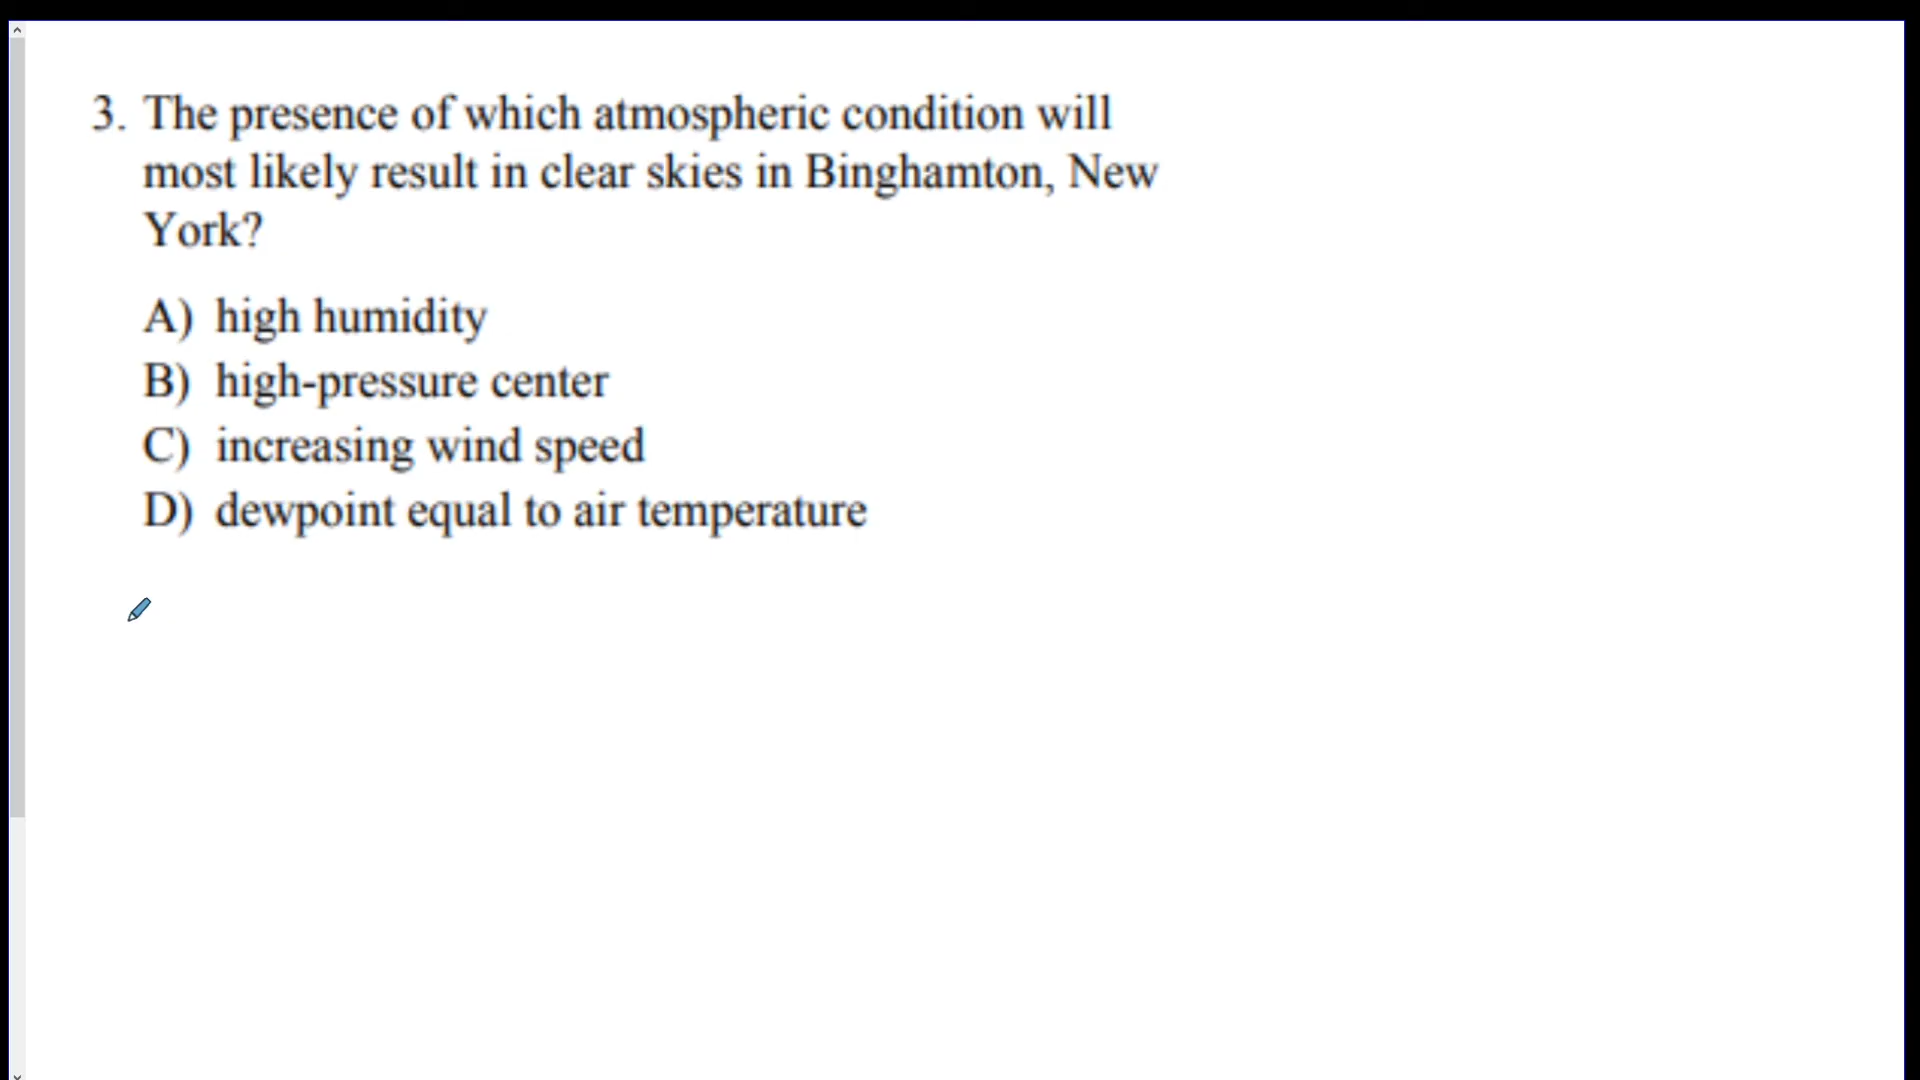 3. The presence of which atmospheric condition will
most likely result in clear skies in Binghamton, New
York?
A) high humidity
B) high-pressure center
C) increasing wind speed
D) dewpoint equal to air temperature